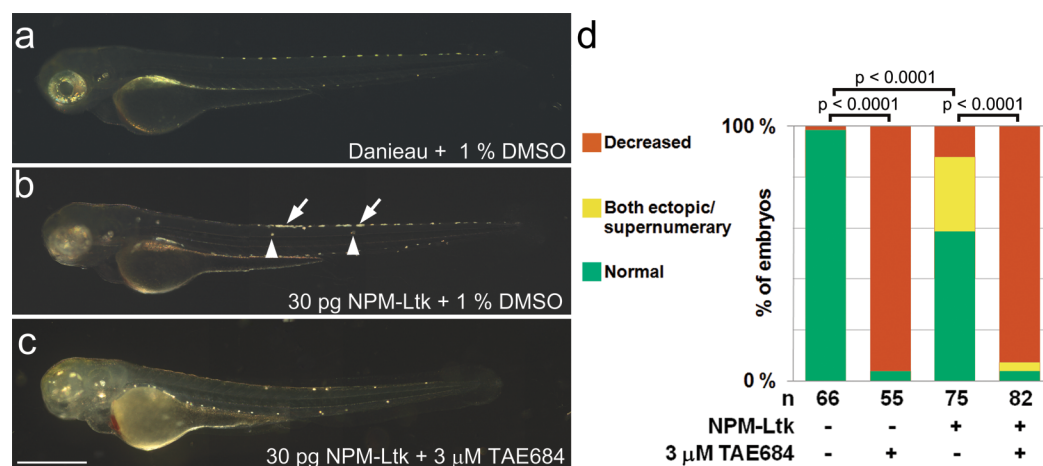 a
Danieau + 1 % DMSO
b
30 pg NPM-Ltk + 1 % DMSO
c
30 pg NPM-Ltk + 3 µM TAE684
d
p < 0.0001
p < 0.0001 p < 0.0001
100 %
Decreased
Both ectopic/
supernumerary
Normal
% of embryos
0 %
n 66 55 75 82
NPM-Ltk - - + +
3 µM TAE684 - + - +